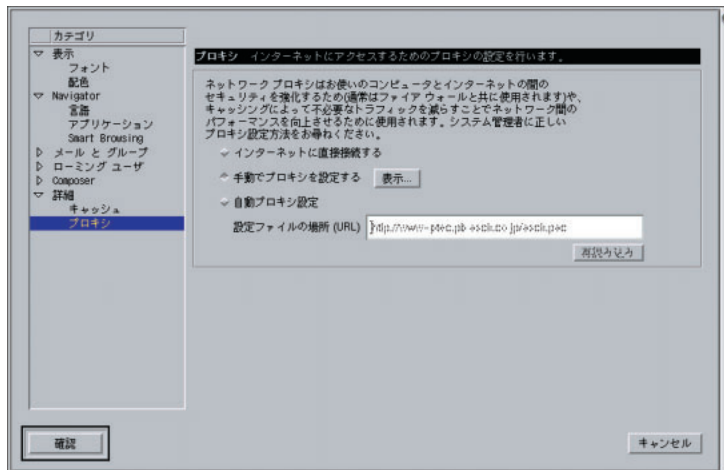 カテゴリ
表示
フォント
配色
Navigator
言語
アプリケーション
Smart Browsing
メール と グループ
ローミング ユーザ
Composer
詳細
キャッシュ
プロキシ
プロキシ インターネットにアクセスするためのプロキシの設定を行います。
ネットワーク プロキシはお使いのコンピュータとインターネットの間の
セキュリティを強化するため(通常はファイア ウォールと共に使用されます)や、
キャッシングによって不必要なトラフィックを減らすことでネットワーク間の
パフォーマンスを向上させるために使用されます。システム管理者に正しい
プロキシ設定方法をお尋ねください。
インターネットに直接接続する
手動でプロキシを設定する 表示...
自動プロキシ設定
設定ファイルの場所 (URL)
再読み込み
確認
キャンセル